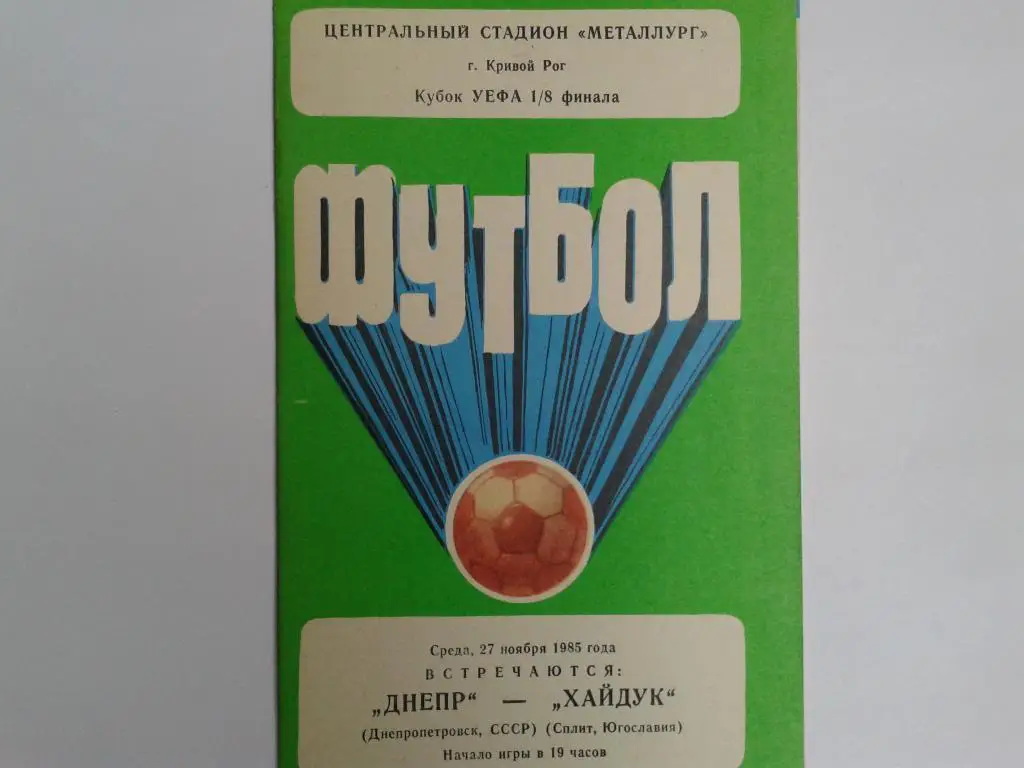 ЦЕНТРАЛЬНЫЙ СТАДИОН «МЕТАЛЛУРГ»
г. Кривой Рог
Кубок УЕФА 1/8 финала
ФУТБОЛ
Среда, 27 ноября 1985 года
ВСТРЕЧАЮТСЯ:
„ДНЕПР“ — „ХАЙДУК“
(Днепропетровск, СССР) (Сплит, Югославия)
Начало игры в 19 часов